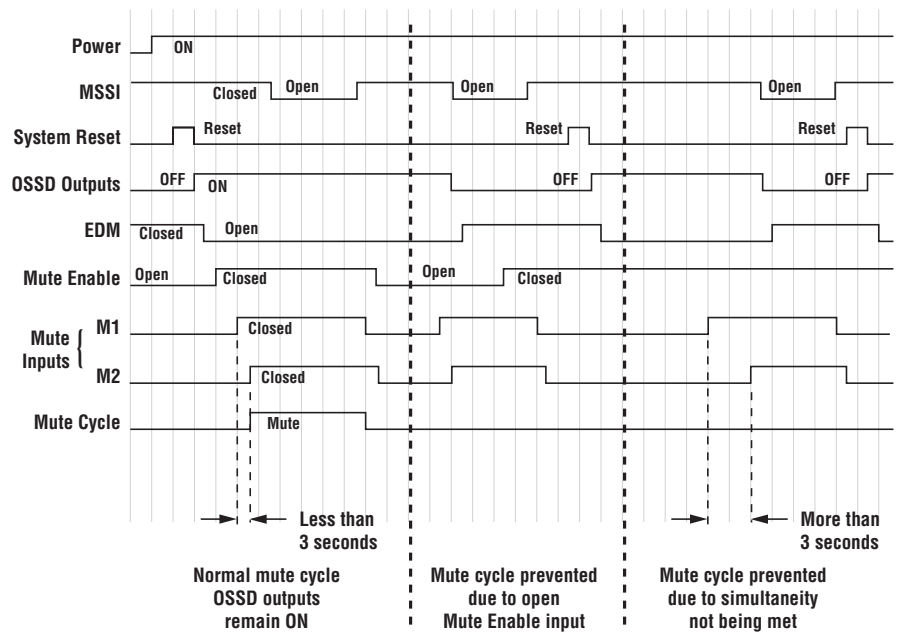 Power ON
MSSI Closed Open Open Open
System Reset Reset Reset Reset
OSSD Outputs OFF ON OFF OFF
EDM Closed Open
Mute Enable Open Closed Open Closed
Mute Inputs { M1 Closed
M2 Closed
Mute Cycle Mute
Less than
3 seconds
More than
3 seconds
Normal mute cycle
OSSD outputs
remain ON
Mute cycle prevented
due to open
Mute Enable input
Mute cycle prevented
due to simultaneity
not being met